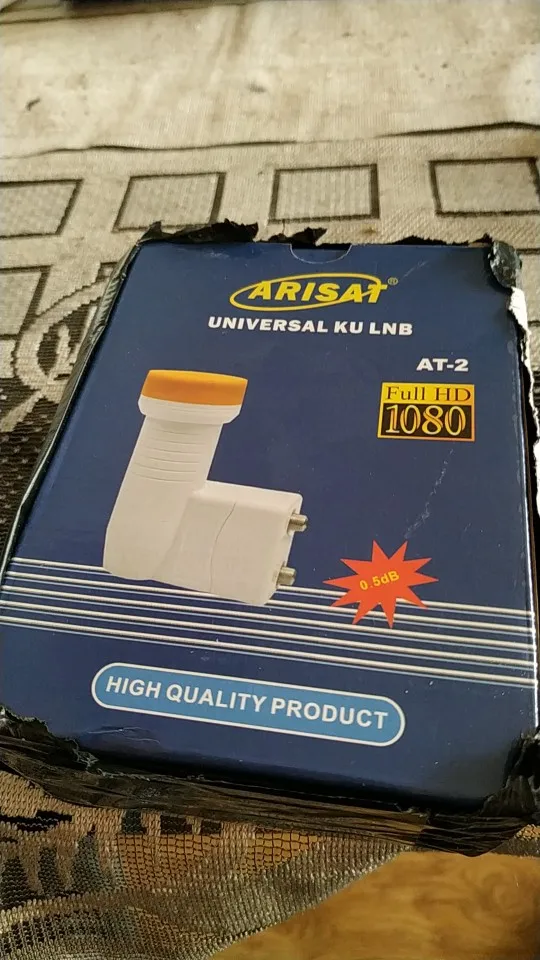 ARISAT®
UNIVERSAL KU LNB
AT-2
Full HD
1080
0.5dB
HIGH QUALITY PRODUCT